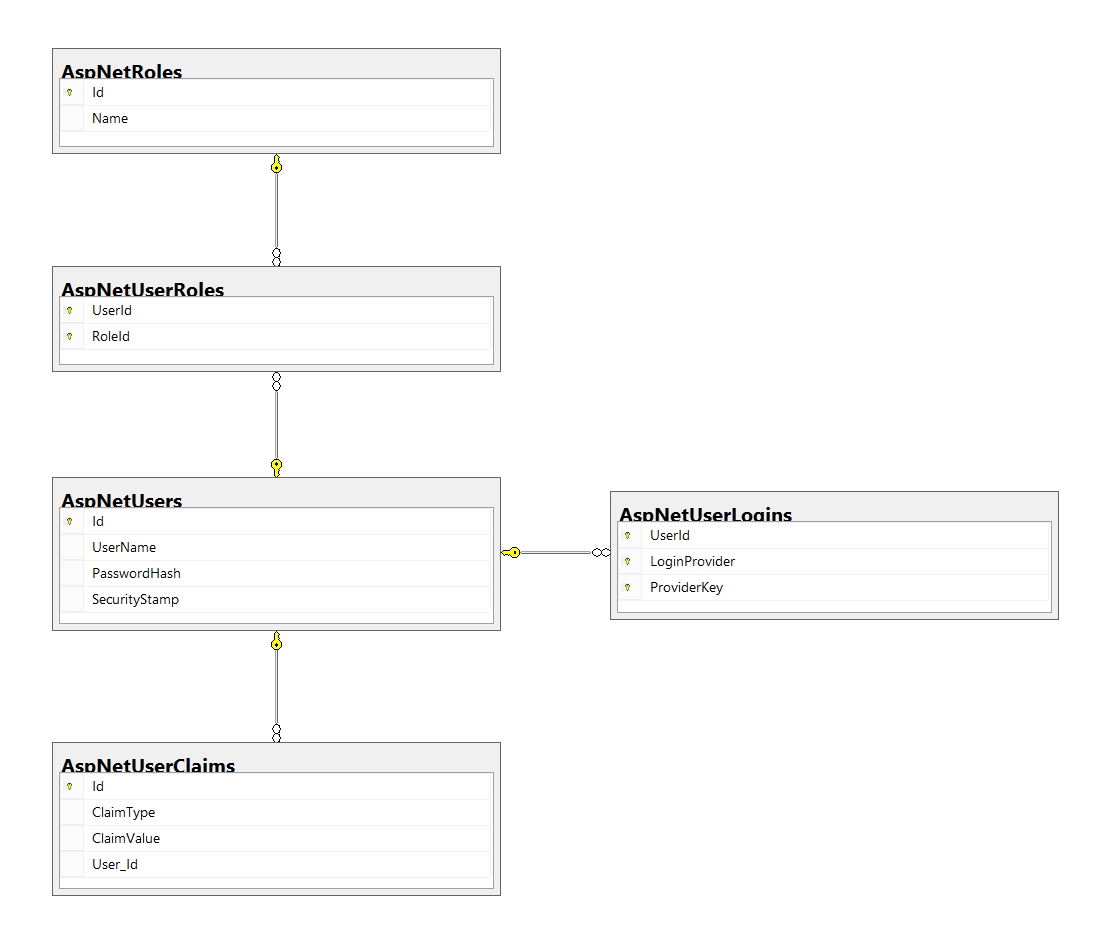 AspNetRoles
Id
Name
AspNetUserRoles
UserId
RoleId
AspNetUsers
Id
UserName
PasswordHash
SecurityStamp
AspNetUserLogins
UserId
LoginProvider
ProviderKey
AspNetUserClaims
Id
ClaimType
ClaimValue
User_Id